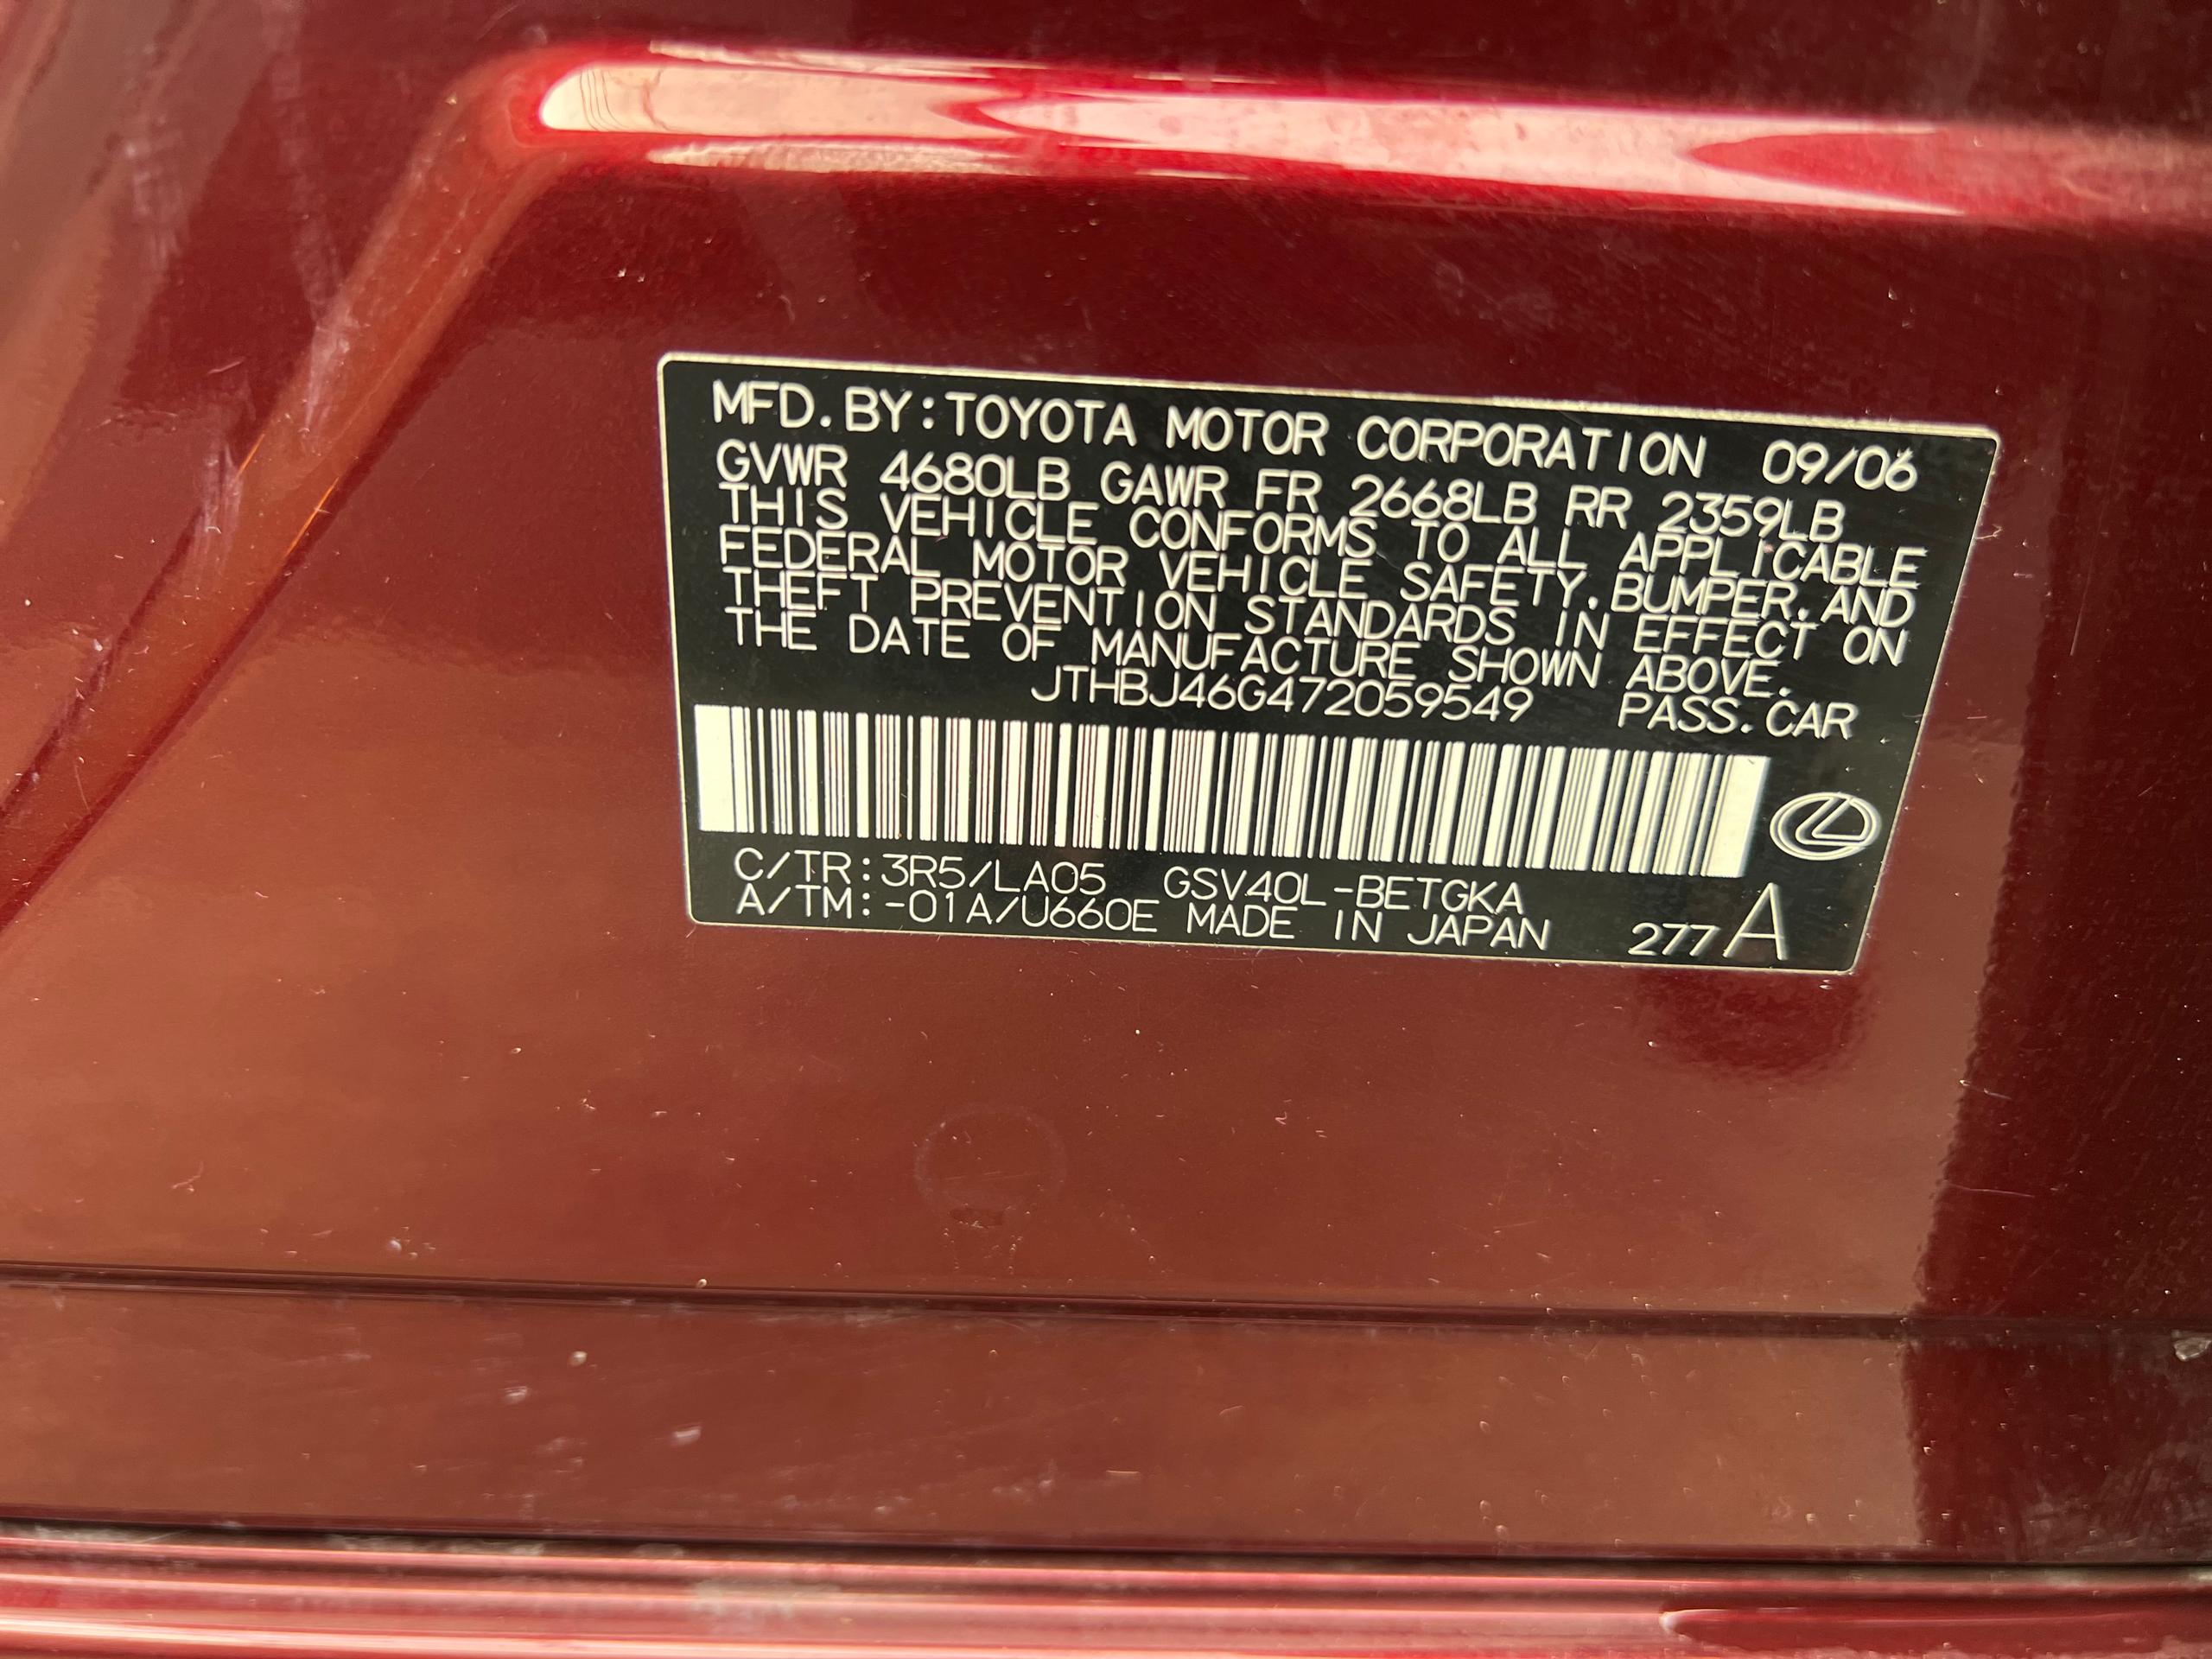 MFD. BY: TOYOTA MOTOR CORPORATION 09/06
GVWR 4680LB GAWR FR 2668LB RR 2359LB
THIS VEHICLE CONFORMS TO ALL APPLICABLE
FEDERAL MOTOR VEHICLE SAFETY, BUMPER, AND
THEFT PREVENTION STANDARDS IN EFFECT ON
THE DATE OF MANUFACTURE SHOWN ABOVE.
JTHBJ46G472059549 PASS. CAR
C/TR: 3R5/LA05 GSV40L-BETGKA
A/TM: -01A/U660E MADE IN JAPAN 277 A